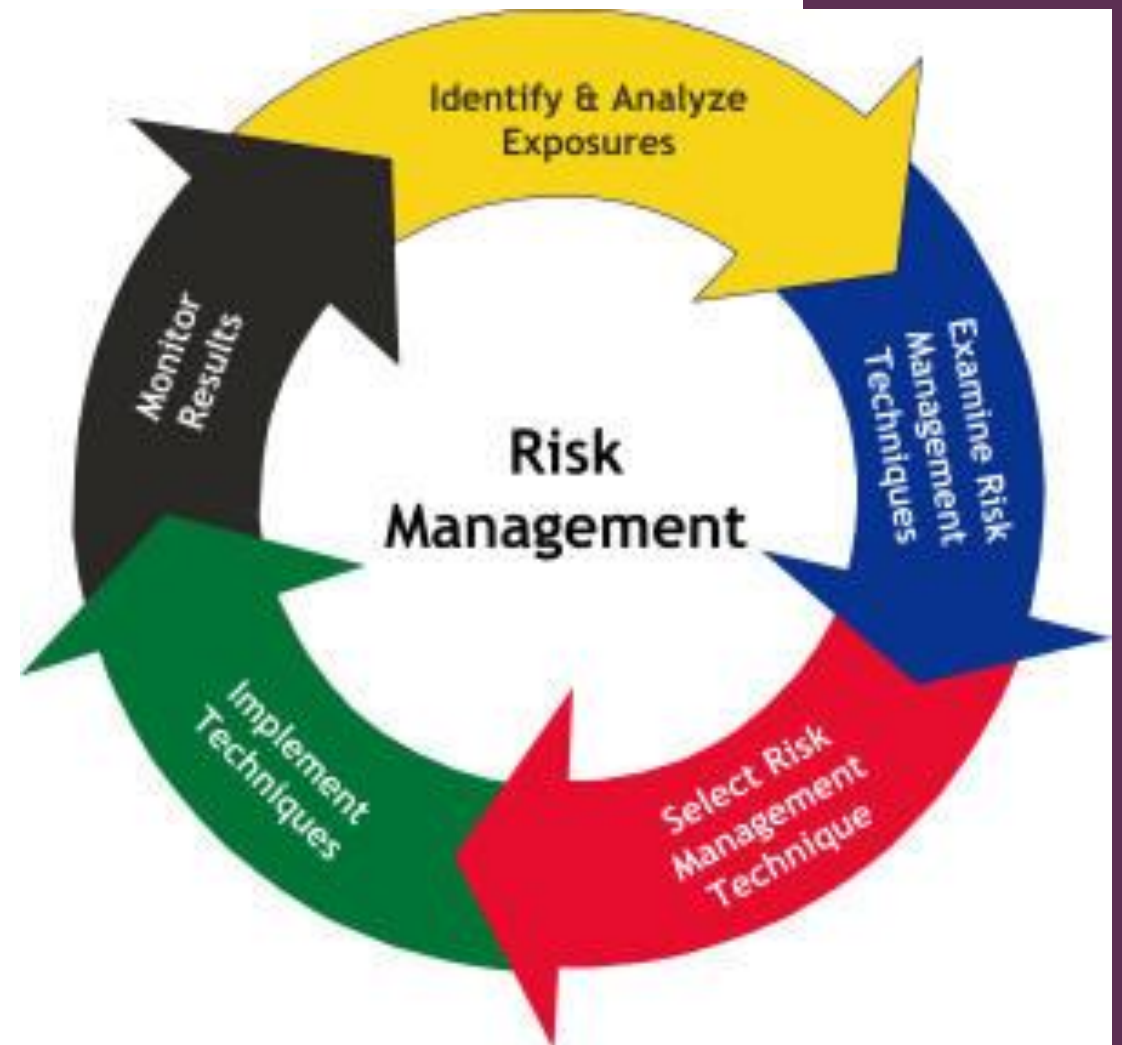 Identify & Analyze
Exposures
Examine Risk
Management
Techniques
Select Risk
Management
Technique
Implement
Techniques
Monitor
Results
Risk
Management